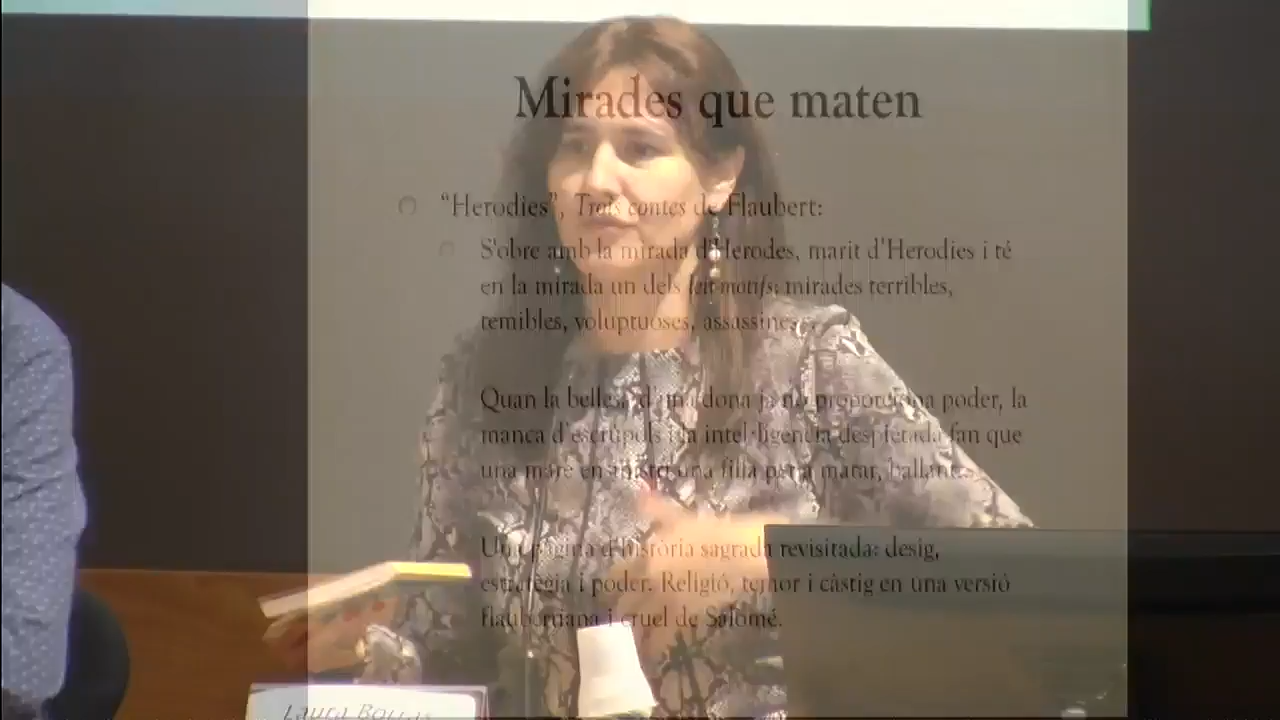 Mirades que maten
“Herodies”, Trois contes de Flaubert:
S'obre amb la mirada d'Herodes, marit d'Herodies i té
en la mirada un dels leit motifs: mirades terribles,
temibles, voluptuoses, assassines...
Quan la bellesa d'una dona ja no proporciona poder, la
manca d'escrúpols i la intel·ligència despietada fan que
una mare una filla per a matar, ballant...
Una pàgina d'història sagrada revisitada: desig,
estratègia i poder. Religió, temor i càstig en una versió
flaubertiana i cruel de Salomé.
Laura Borràs